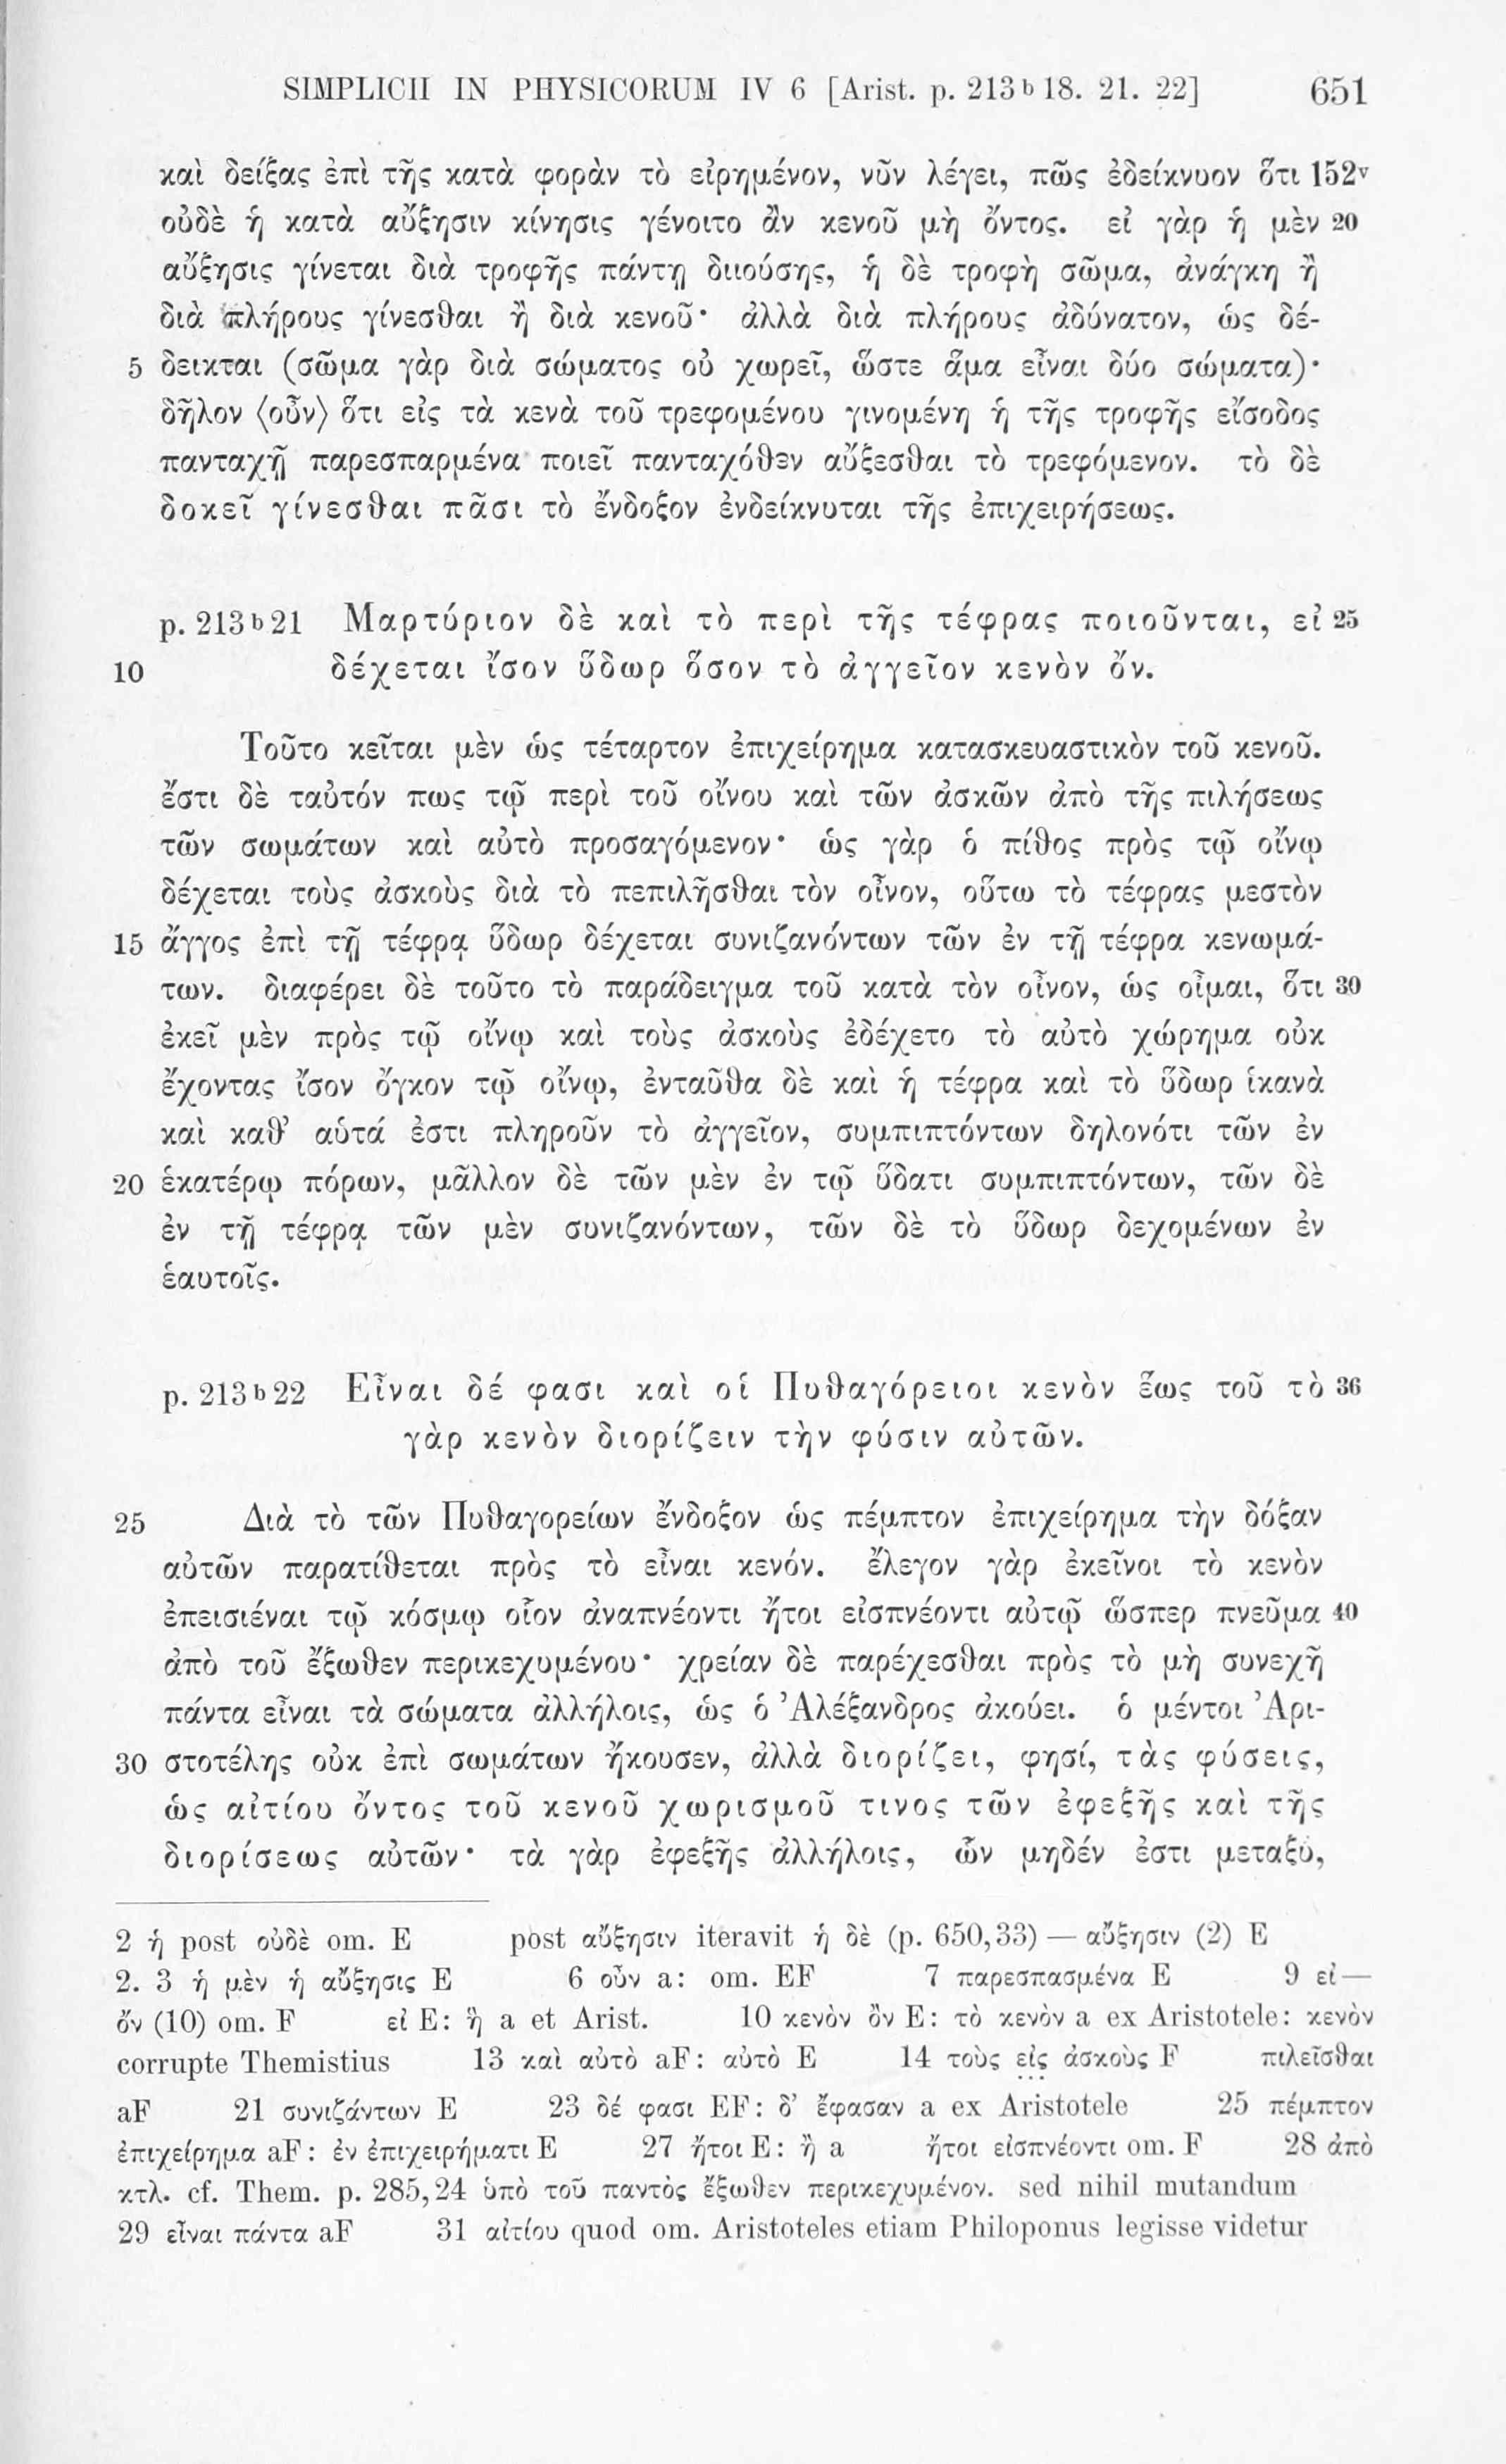 SIMPLICII IN PHYSICORUM IV 6 [Arist. p. 213ᵇ18. 21. 22] 651
καὶ δείξας ἐπὶ τῆς κατὰ φορὰν τὸ εἰρημένον, νῦν λέγει, πῶς ἐδείκνυον ὅτι 152ᵛ
οὐδὲ ἡ κατὰ αὔξησιν κίνησις γένοιτο ἂν κενοῦ μὴ ὄντος. εἰ γὰρ ἡ μὲν 20
αὔξησις γίνεται διὰ τροφῆς πάντῃ διιούσης, ἡ δὲ τροφὴ σῶμα, ἀνάγκη ἢ
διὰ πλήρους γίνεσθαι ἢ διὰ κενοῦ· ἀλλὰ διὰ πλήρους ἀδύνατον, ὡς δέ-
5 δεικται (σῶμα γὰρ διὰ σώματος οὐ χωρεῖ, ὥστε ἅμα εἶναι δύο σώματα)·
δῆλον ⟨οὖν⟩ ὅτι εἰς τὰ κενὰ τοῦ τρεφομένου γινομένη ἡ τῆς τροφῆς εἴσοδος
πανταχῇ παρεσπαρμένα ποιεῖ πανταχόθεν αὔξεσθαι τὸ τρεφόμενον. τὸ δὲ
δοκεῖ γίνεσθαι πᾶσι τὸ ἔνδοξον ἐνδείκνυται τῆς ἐπιχειρήσεως.
p. 213ᵇ21 Μαρτύριον δὲ καὶ τὸ περὶ τῆς τέφρας ποιοῦνται, εἰ 25
10 δέχεται ἴσον ὕδωρ ὅσον τὸ ἀγγεῖον κενὸν ὄν.
Τοῦτο κεῖται μὲν ὡς τέταρτον ἐπιχείρημα κατασκευαστικὸν τοῦ κενοῦ.
ἔστι δὲ ταὐτόν πως τῷ περὶ τοῦ οἴνου καὶ τῶν ἀσκῶν ἀπὸ τῆς πιλήσεως
τῶν σωμάτων καὶ αὐτὸ προσαγόμενον· ὡς γὰρ ὁ πίθος πρὸς τῷ οἴνῳ
δέχεται τοὺς ἀσκοὺς διὰ τὸ πεπιλῆσθαι τὸν οἶνον, οὕτω τὸ τέφρας μεστὸν
15 ἄγγος ἐπὶ τῇ τέφρᾳ ὕδωρ δέχεται συνιζανόντων τῶν ἐν τῇ τέφρα κενωμά-
των. διαφέρει δὲ τοῦτο τὸ παράδειγμα τοῦ κατὰ τὸν οἶνον, ὡς οἶμαι, ὅτι 30
ἐκεῖ μὲν πρὸς τῷ οἴνῳ καὶ τοὺς ἀσκοὺς ἐδέχετο τὸ αὐτὸ χώρημα οὐκ
ἔχοντας ἴσον ὄγκον τῷ οἴνῳ, ἐνταῦθα δὲ καὶ ἡ τέφρα καὶ τὸ ὕδωρ ἱκανὰ
καὶ καθ’ αὑτά ἐστι πληροῦν τὸ ἀγγεῖον, συμπιπτόντων δηλονότι τῶν ἐν
20 ἑκατέρῳ πόρων, μᾶλλον δὲ τῶν μὲν ἐν τῷ ὕδατι συμπιπτόντων, τῶν δὲ
ἐν τῇ τέφρᾳ τῶν μὲν συνιζανόντων, τῶν δὲ τὸ ὕδωρ δεχομένων ἐν
ἑαυτοῖς.
p. 213ᵇ22 Εἶναι δέ φασι καὶ οἱ Πυθαγόρειοι κενὸν ἕως τοῦ τὸ 36
γὰρ κενὸν διορίζειν τὴν φύσιν αὐτῶν.
25 Διὰ τὸ τῶν Πυθαγορείων ἔνδοξον ὡς πέμπτον ἐπιχείρημα τὴν δόξαν
αὐτῶν παρατίθεται πρὸς τὸ εἶναι κενόν. ἔλεγον γὰρ ἐκεῖνοι τὸ κενὸν
ἐπεισιέναι τῷ κόσμῳ οἷον ἀναπνέοντι ἤτοι εἰσπνέοντι αὐτῷ ὥσπερ πνεῦμα 40
ἀπὸ τοῦ ἔξωθεν περικεχυμένου· χρείαν δὲ παρέχεσθαι πρὸς τὸ μὴ συνεχῆ
πάντα εἶναι τὰ σώματα ἀλλήλοις, ὡς ὁ Ἀλέξανδρος ἀκούει. ὁ μέντοι Ἀρι-
30 στοτέλης οὐκ ἐπὶ σωμάτων ἤκουσεν, ἀλλὰ διορίζει, φησί, τὰς φύσεις,
ὡς αἰτίου ὄντος τοῦ κενοῦ χωρισμοῦ τινος τῶν ἐφεξῆς καὶ τῆς
διορίσεως αὐτῶν· τὰ γὰρ ἐφεξῆς ἀλλήλοις, ὧν μηδέν ἐστι μεταξύ,
2 ἡ post οὐδὲ om. E post αὔξησιν iteravit ἡ δὲ (p. 650,33) — αὔξησιν (2) E
2. 3 ἡ μὲν ἡ αὔξησις E 6 οὖν a: om. EF 7 παρεσπασμένα E 9 εἰ —
ὄν (10) om. F εἰ E: ἣ a et Arist. 10 κενὸν ὂν E: τὸ κενὸν a ex Aristotele: κενὸν
corrupte Themistius 13 καὶ αὐτὸ aF: αὐτὸ E 14 τοὺς εἰς ἀσκοὺς F πιλεῖσθαι
aF 21 συνιζάντων E 23 δέ φασι EF: δ’ ἔφασαν a ex Aristotele 25 πέμπτον
ἐπιχείρημα aF: ἐν ἐπιχειρήματι E 27 ἤτοι E: ἢ a ἤτοι εἰσπνέοντι om. F 28 ἀπὸ
κτλ. cf. Them. p. 285,24 ὑπὸ τοῦ παντὸς ἔξωθεν περικεχυμένον. sed nihil mutandum
29 εἶναι πάντα aF 31 αἰτίου quod om. Aristoteles etiam Philoponus legisse videtur